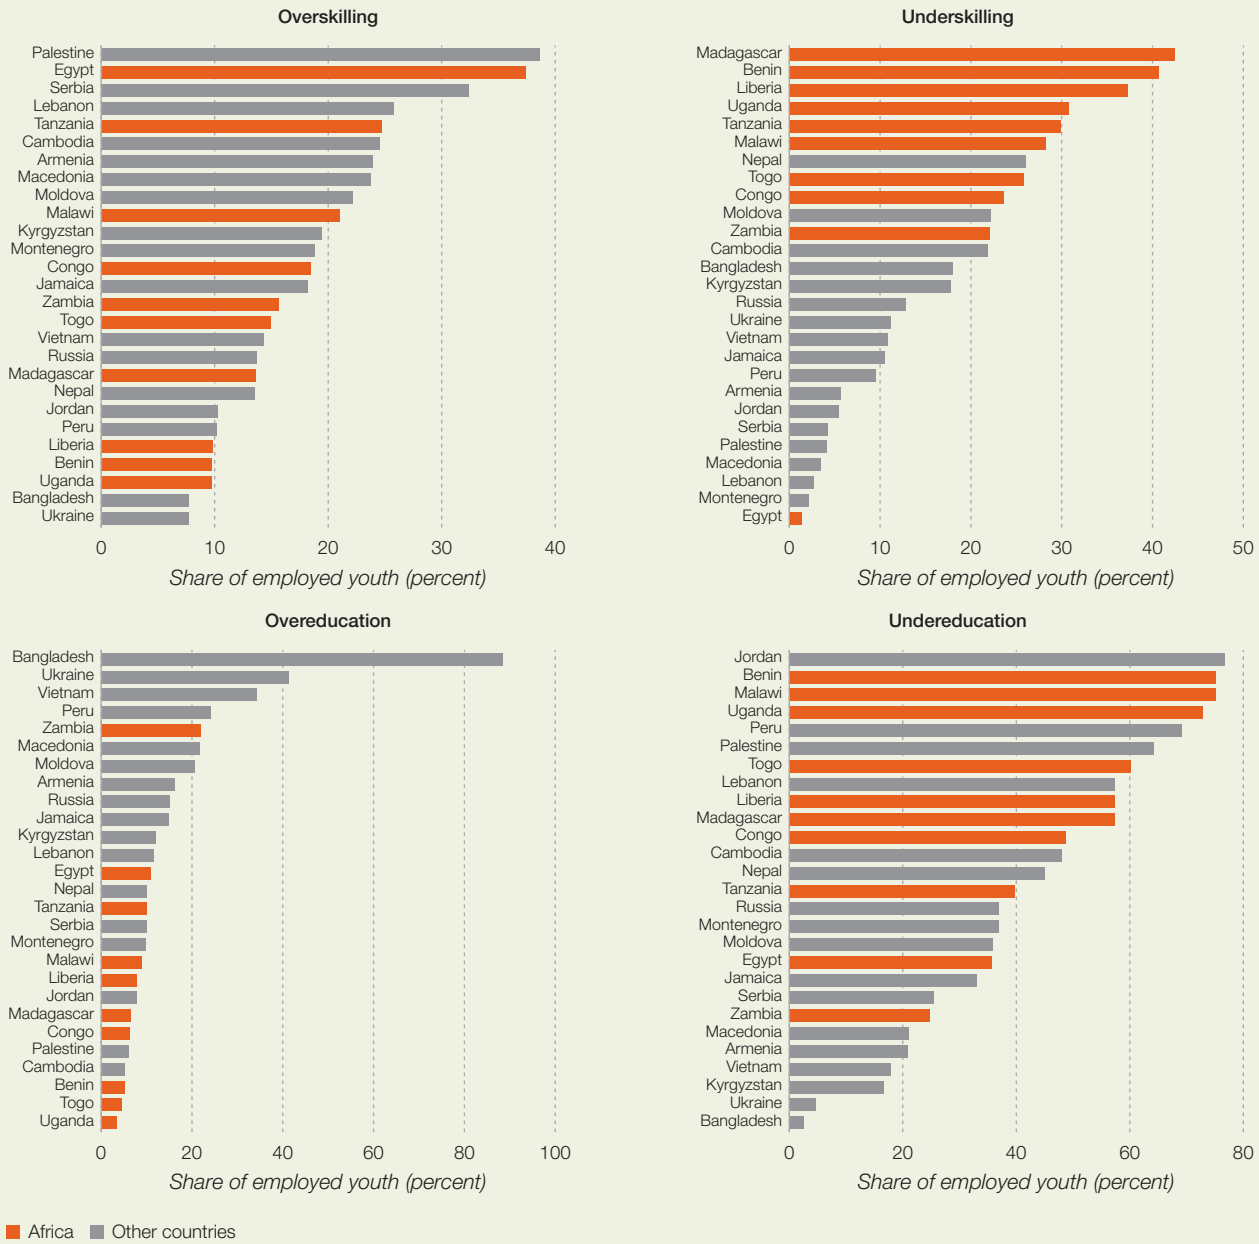 Overskilling
Palestine
Egypt
Serbia
Lebanon
Tanzania
Cambodia
Armenia
Macedonia
Moldova
Malawi
Kyrgyzstan
Montenegro
Congo
Jamaica
Zambia
Togo
Vietnam
Russia
Madagascar
Nepal
Jordan
Peru
Liberia
Benin
Uganda
Bangladesh
Ukraine
0 10 20 30 40
Share of employed youth (percent)
Underskilling
Madagascar
Benin
Liberia
Uganda
Tanzania
Malawi
Nepal
Togo
Congo
Moldova
Zambia
Cambodia
Bangladesh
Kyrgyzstan
Russia
Ukraine
Vietnam
Jamaica
Peru
Armenia
Jordan
Serbia
Palestine
Macedonia
Lebanon
Montenegro
Egypt
0 10 20 30 40 50
Share of employed youth (percent)
Overeducation
Bangladesh
Ukraine
Vietnam
Peru
Zambia
Macedonia
Moldova
Armenia
Russia
Jamaica
Kyrgyzstan
Lebanon
Egypt
Nepal
Tanzania
Serbia
Montenegro
Malawi
Liberia
Jordan
Madagascar
Congo
Palestine
Cambodia
Benin
Togo
Uganda
0 20 40 60 80 100
Share of employed youth (percent)
Undereducation
Jordan
Benin
Malawi
Uganda
Peru
Palestine
Togo
Lebanon
Liberia
Madagascar
Congo
Cambodia
Nepal
Tanzania
Russia
Montenegro
Moldova
Egypt
Jamaica
Serbia
Zambia
Macedonia
Armenia
Vietnam
Kyrgyzstan
Ukraine
Bangladesh
0 20 40 60 80
Share of employed youth (percent)
Africa Other countries